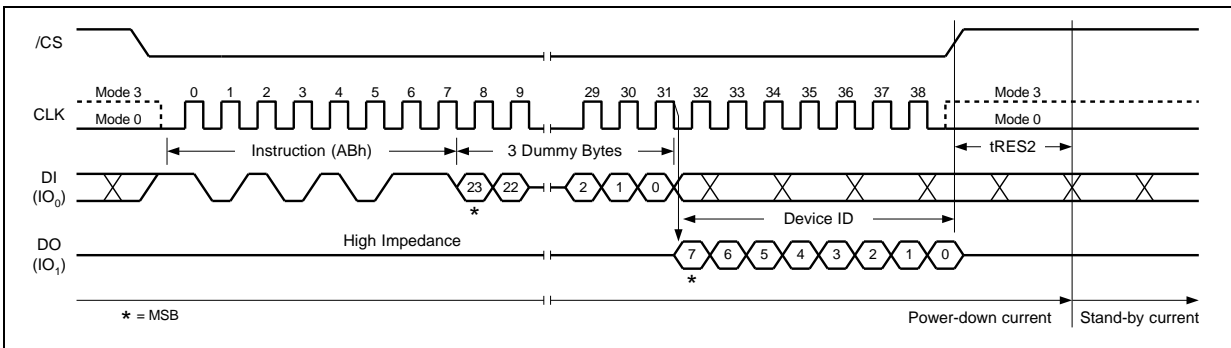 /CS
Mode 3 0 1 2 3 4 5 6 7 8 9 29 30 31 32 33 34 35 36 37 38 Mode 3
CLK
Mode 0 Mode 0
Instruction (ABh) 3 Dummy Bytes tRES2
DI
(IO0)
23 22 2 1 0
*
Device ID
DO
(IO1)
High Impedance
7 6 5 4 3 2 1 0
*
* = MSB
Power-down current Stand-by current